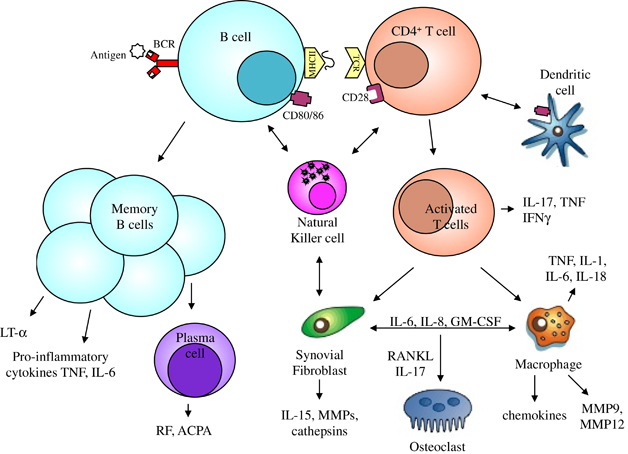 B cell
CD4+ T cell
Antigen
BCR
MHCII
TCR
CD80/86
CD28
Dendritic
cell
Memory
B cells
Natural
Killer cell
Activated
T cells
IL-17, TNF
IFNγ
TNF, IL-1,
IL-6, IL-18
LT-α
Pro-inflammatory
cytokines TNF, IL-6
Plasma
cell
RF, ACPA
Synovial
Fibroblast
IL-6, IL-8, GM-CSF
RANKL
IL-17
Macrophage
IL-15, MMPs,
cathepsins
Osteoclast
chemokines
MMP9,
MMP12